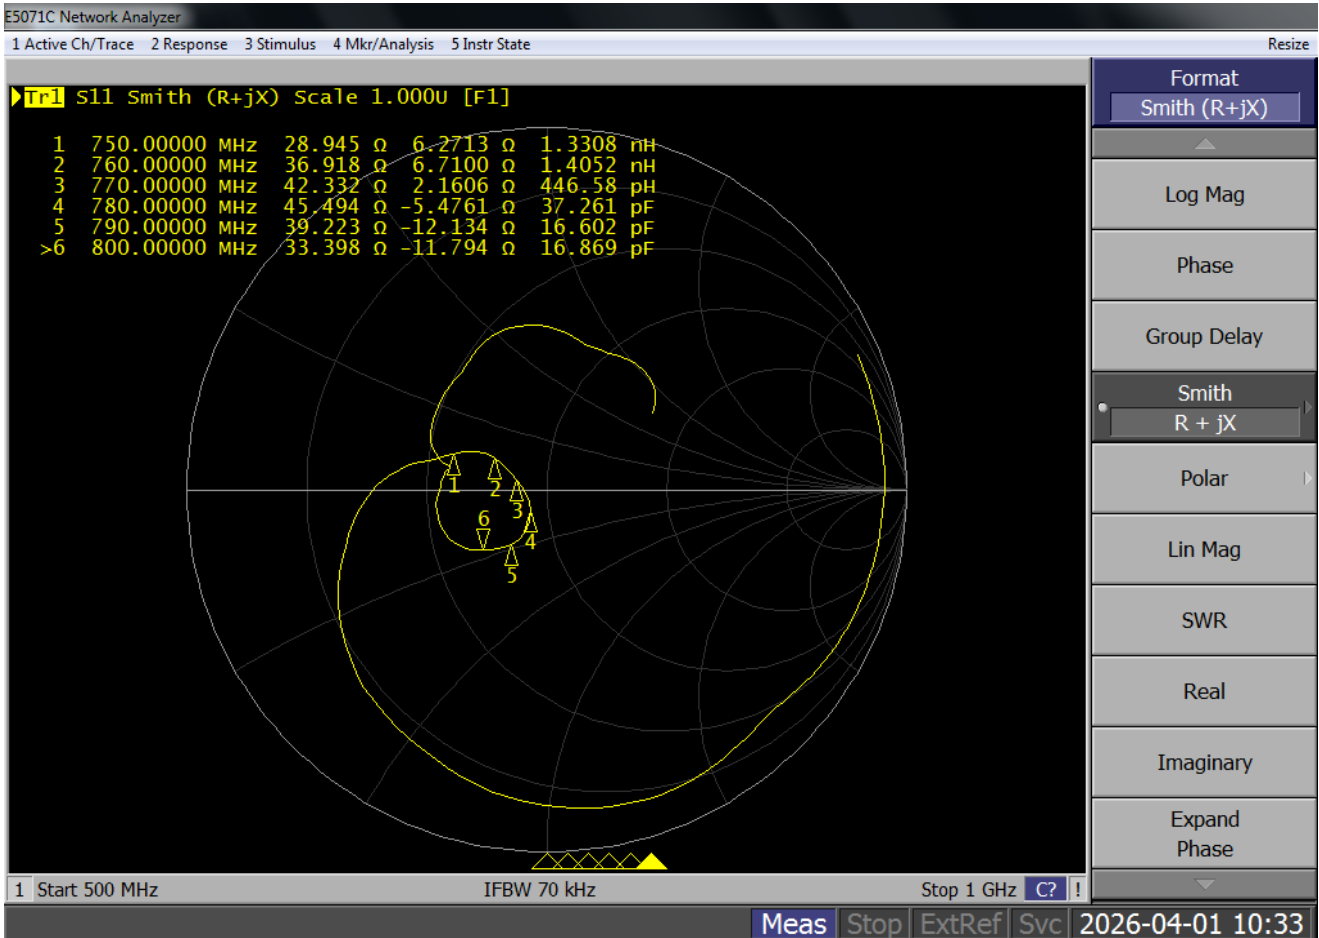 E5071C Network Analyzer
1 Active Ch/Trace 2 Response 3 Stimulus 4 Mkr/Analysis 5 Instr State Resize
Tr1 S11 Smith (R+jX) Scale 1.000U [F1]
1 750.00000 MHz 28.945 Ω 6.2713 Ω 1.3308 nH
2 760.00000 MHz 36.918 Ω 6.7100 Ω 1.4052 nH
3 770.00000 MHz 42.332 Ω 2.1606 Ω 446.58 pH
4 780.00000 MHz 45.494 Ω -5.4761 Ω 37.261 pF
5 790.00000 MHz 39.223 Ω -12.134 Ω 16.602 pF
>6 800.00000 MHz 33.398 Ω -11.794 Ω 16.869 pF
1
2
3
6
4
5
Format
Smith (R+jX)
Log Mag
Phase
Group Delay
Smith
R + jX
Polar
Lin Mag
SWR
Real
Imaginary
Expand
Phase
1 Start 500 MHz IFBW 70 kHz Stop 1 GHz C? !
Meas Stop ExtRef Svc 2026-04-01 10:33